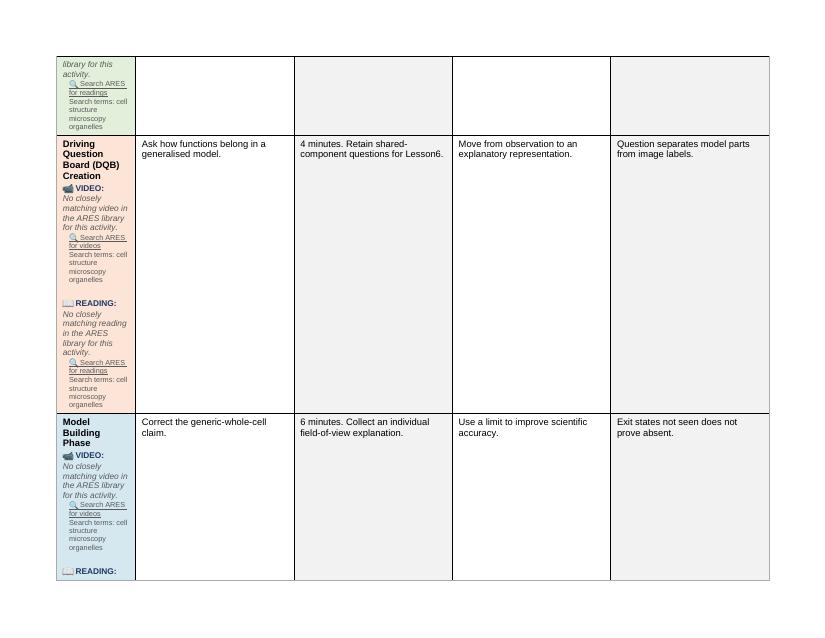 library for this
activity.
🔍 Search ARES
for readings
Search terms: cell
structure
microscopy
organelles
Driving
Question
Board (DQB)
Creation
📹 VIDEO:
No closely
matching video in
the ARES library
for this activity.
🔍 Search ARES
for videos
Search terms: cell
structure
microscopy
organelles
📖 READING:
No closely
matching reading
in the ARES
library for this
activity.
🔍 Search ARES
for readings
Search terms: cell
structure
microscopy
organelles
Ask how functions belong in a
generalised model.
4 minutes. Retain shared-
component questions for Lesson6.
Move from observation to an
explanatory representation.
Question separates model parts
from image labels.
Model
Building
Phase
📹 VIDEO:
No closely
matching video in
the ARES library
for this activity.
🔍 Search ARES
for videos
Search terms: cell
structure
microscopy
organelles
📖 READING:
Correct the generic-whole-cell
claim.
6 minutes. Collect an individual
field-of-view explanation.
Use a limit to improve scientific
accuracy.
Exit states not seen does not
prove absent.